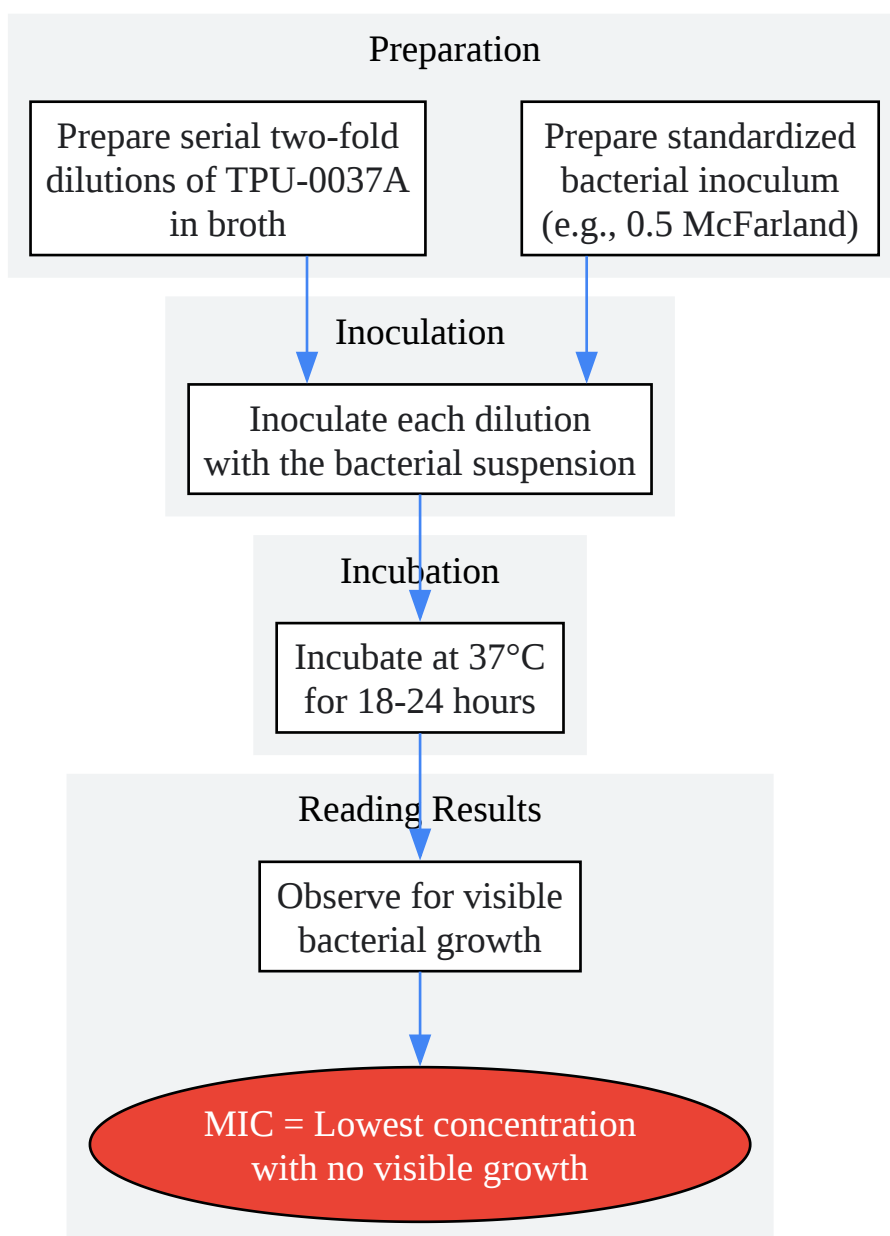 Preparation
Prepare serial two-fold
dilutions of TPU-0037A
in broth
Prepare standardized
bacterial inoculum
(e.g., 0.5 McFarland)
Inoculation
Inoculate each dilution
with the bacterial suspension
Incubation
Incubate at 37°C
for 18-24 hours
Reading Results
Observe for visible
bacterial growth
MIC = Lowest concentration
with no visible growth